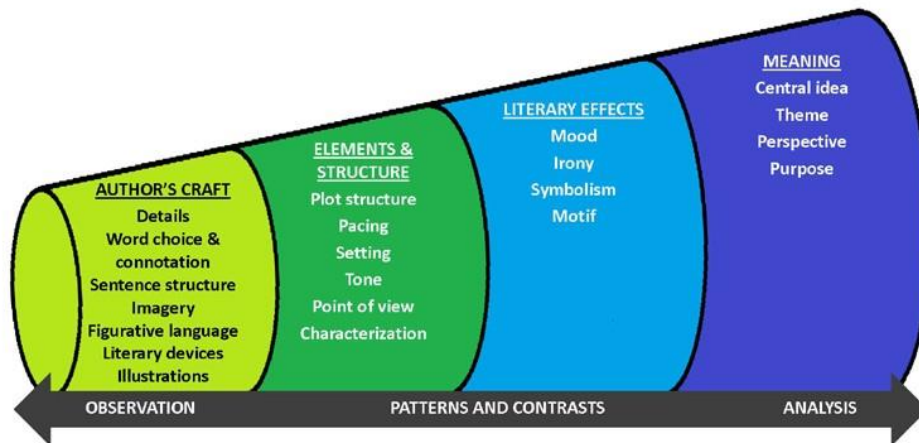 AUTHOR'S CRAFT
Details
Word choice &
connotation
Sentence structure
Imagery
Figurative language
Literary devices
Illustrations
ELEMENTS &
STRUCTURE
Plot structure
Pacing
Setting
Tone
Point of view
Characterization
LITERARY EFFECTS
Mood
Irony
Symbolism
Motif
MEANING
Central idea
Theme
Perspective
Purpose
OBSERVATION
PATTERNS AND CONTRASTS
ANALYSIS